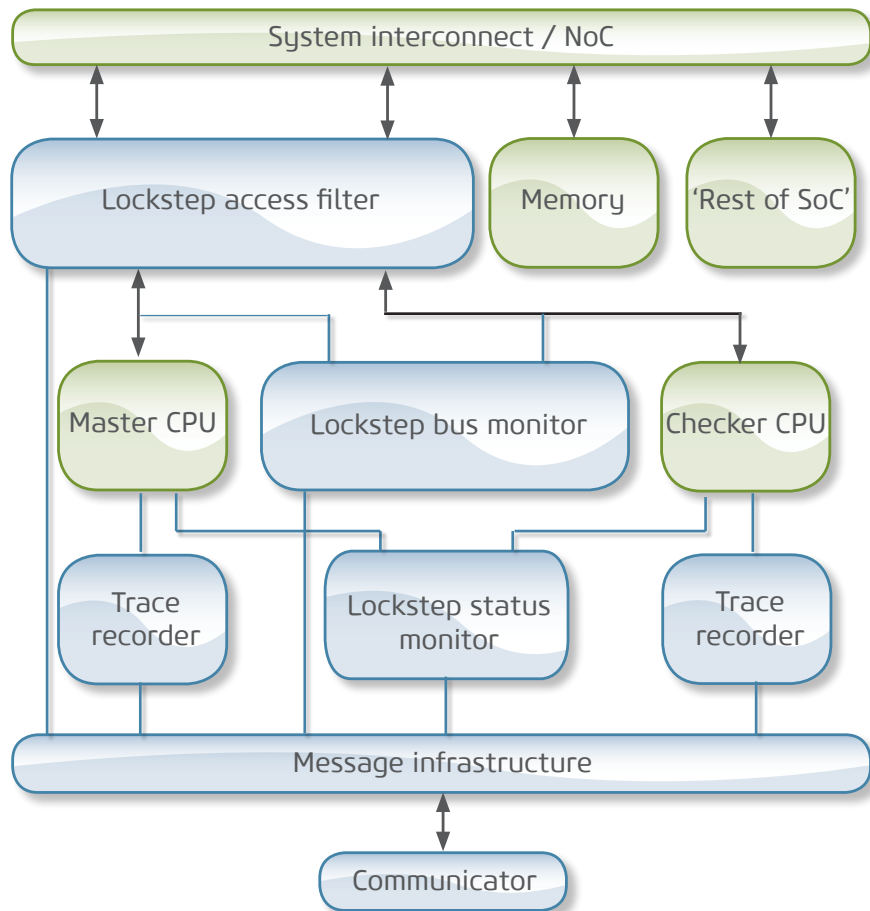 System interconnect / NoC
Lockstep access filter
Memory
‘Rest of SoC’
Master CPU
Lockstep bus monitor
Checker CPU
Trace
recorder
Lockstep status
monitor
Trace
recorder
Message infrastructure
Communicator